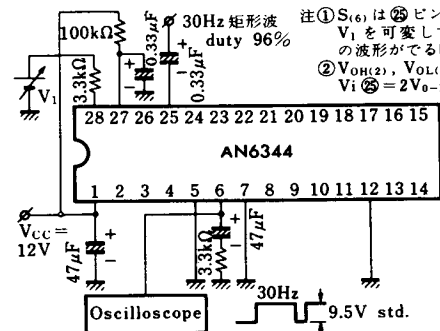 100kΩ
0.33μF
30Hz 矩形波
duty 96%
0.33μF
注① S(6) は㉕ピン
V1 を可変して
の波形がでる
② VOH(2), VOL(
Vi ㉕=2V0-
V1
3.3kΩ
28 27 26 25 24 23 22 21 20 19 18 17 16 15
AN6344
1 2 3 4 5 6 7 8 9 10 11 12 13 14
VCC=
12V
47μF
3.3kΩ
47μF
Oscilloscope
30Hz
9.5V std.